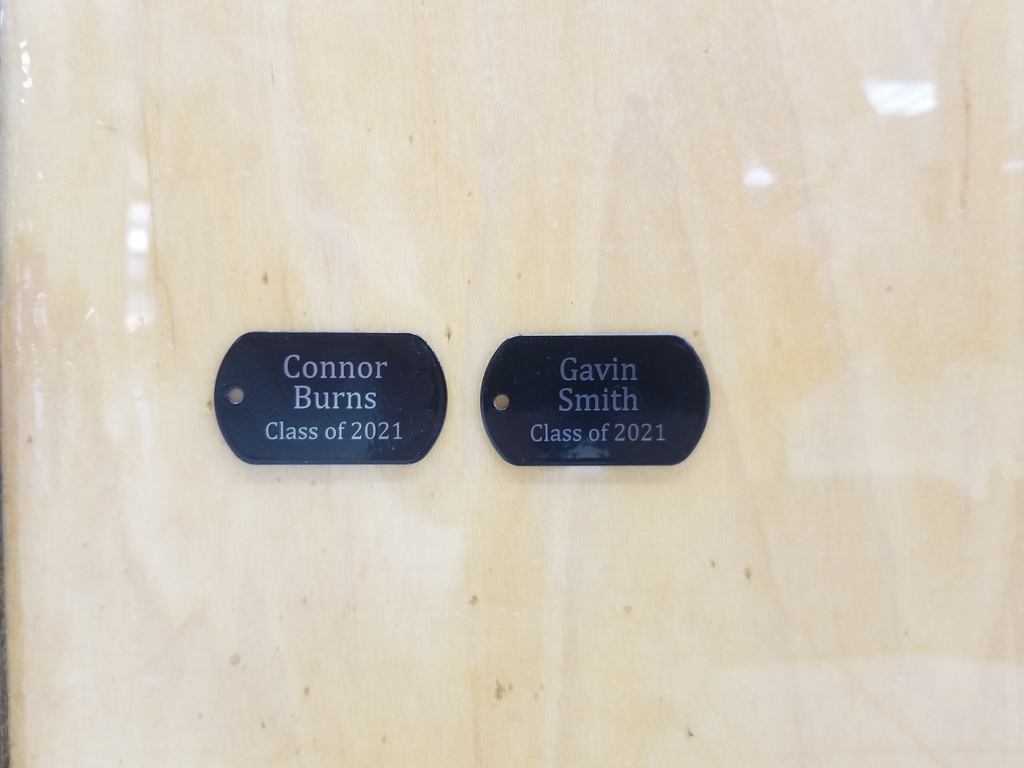 Connor
Burns
Class of 2021
Gavin
Smith
Class of 2021